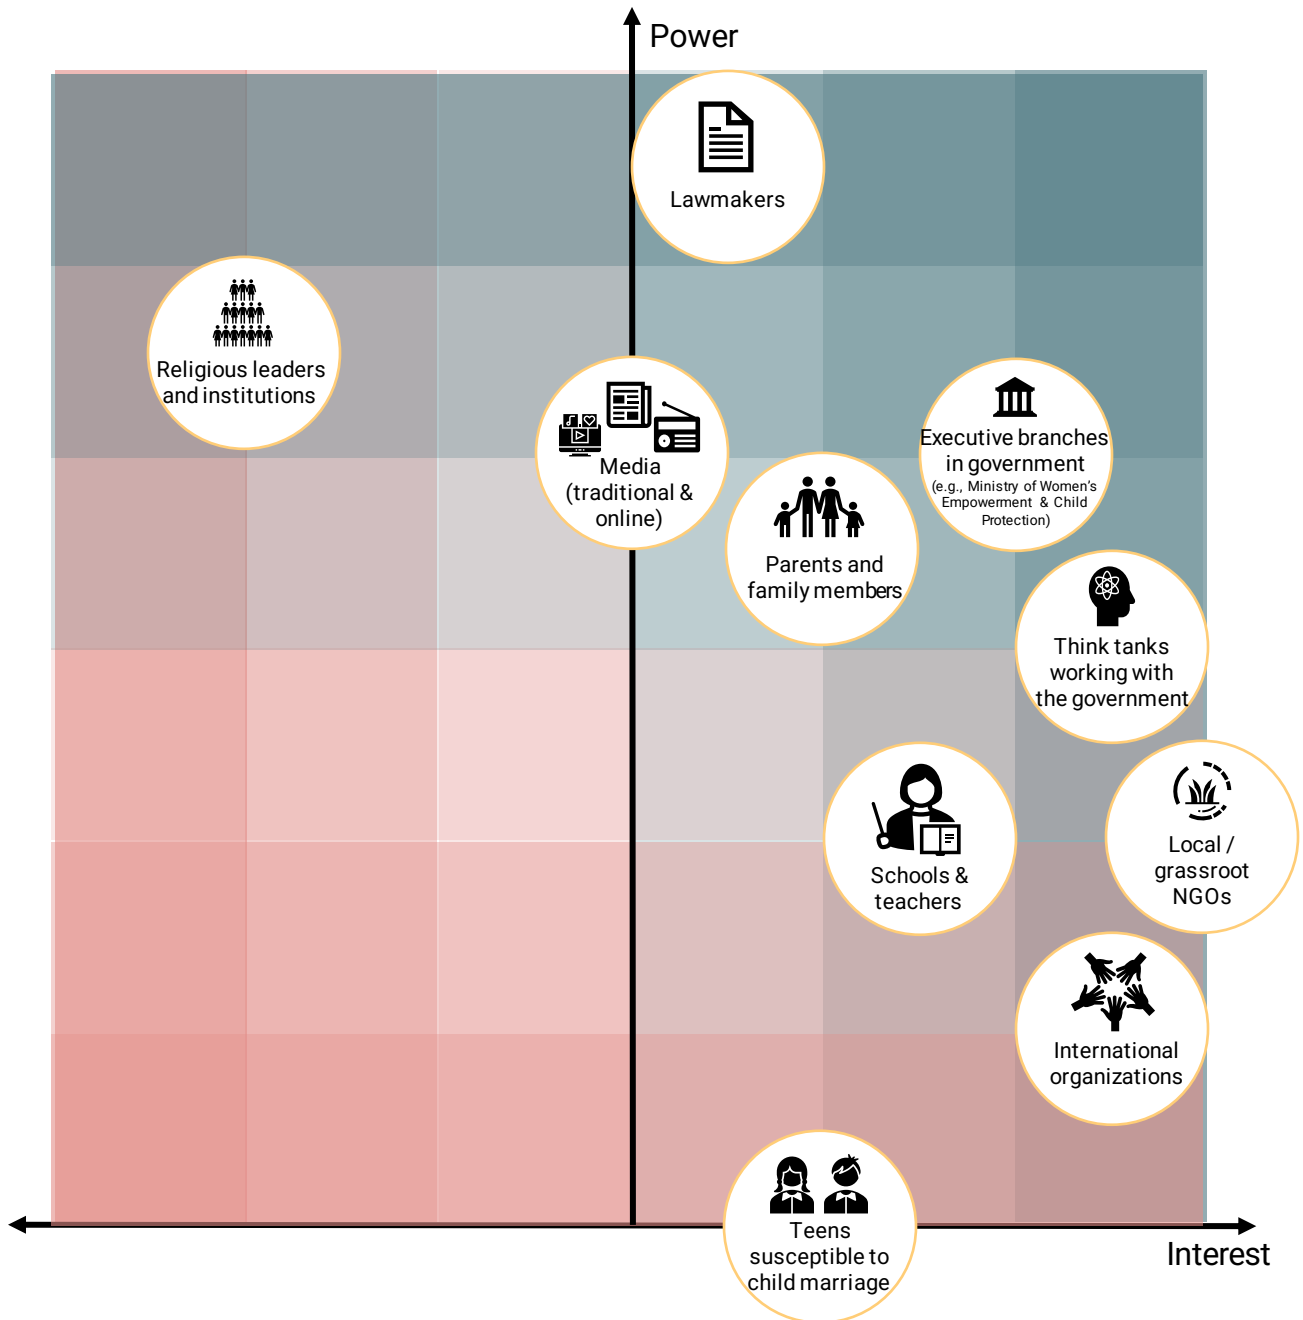 Power
Lawmakers
Religious leaders
and institutions
Media
(traditional &
online)
Executive branches
in government
(e.g., Ministry of Women's
Empowerment & Child
Protection)
Parents and
family members
Think tanks
working with
the government
Schools &
teachers
Local /
grassroot
NGOs
International
organizations
Teens
susceptible to
child marriage
Interest